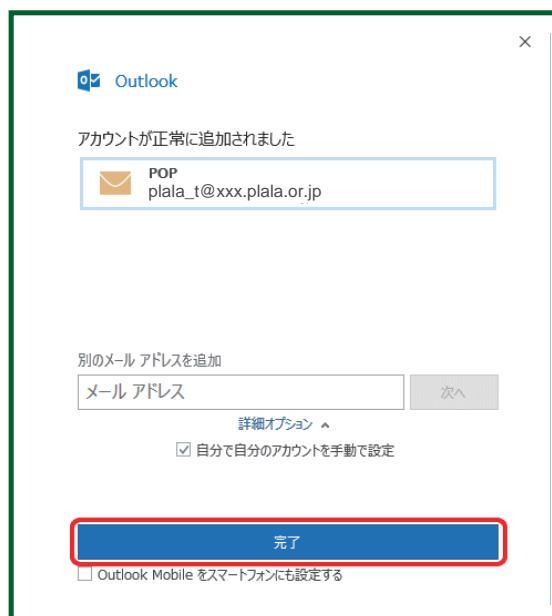 Outlook
アカウントが正常に追加されました
POP
plala_t@xxx.plala.or.jp
別のメール アドレスを追加
メール アドレス
次へ
詳細オプション
自分で自分のアカウントを手動で設定
完了
Outlook Mobile をスマートフォンにも設定する